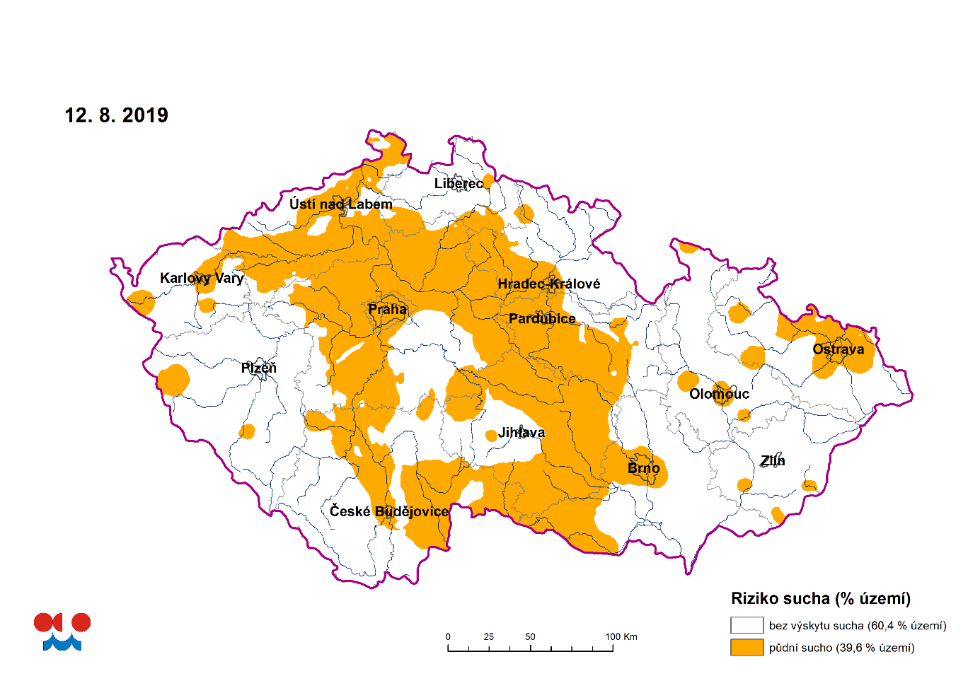 12. 8. 2019
Liberec
Ústí nad Labem
Karlovy Vary
Hradec Králové
Praha
Pardubice
Ostrava
Plzeň
Olomouc
Jihlava
Zlín
Brno
České Budějovice
Riziko sucha (% území)
bez výskytu sucha (60,4 % území)
půdní sucho (39,6 % území)
0 25 50 100 Km